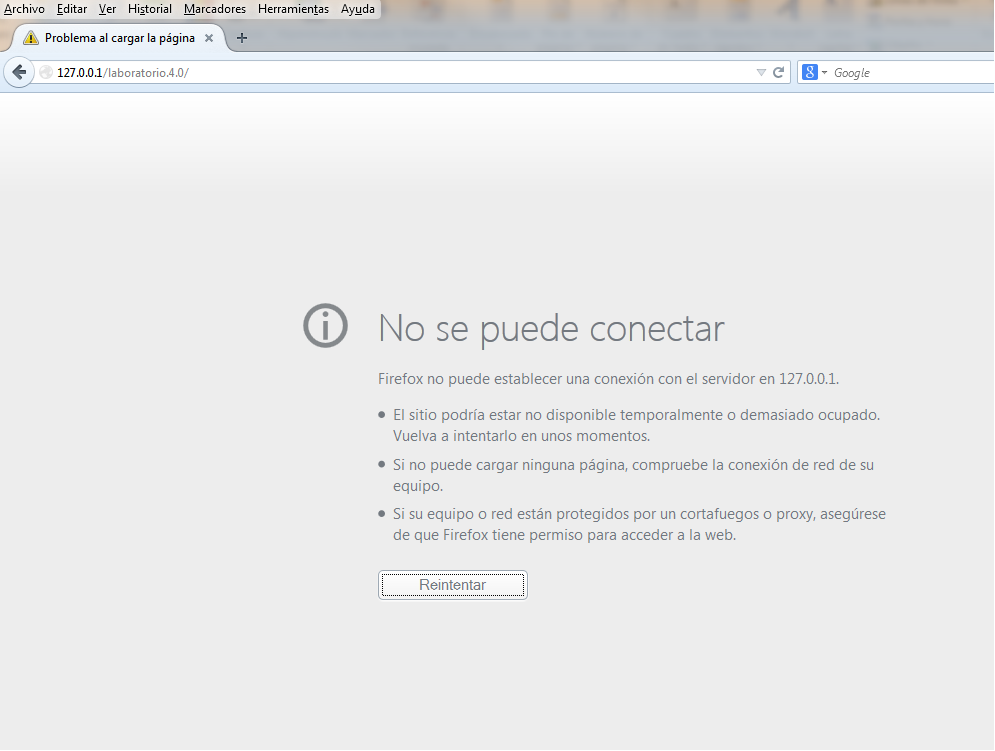 Archivo Editar Ver Historial Marcadores Herramientas Ayuda
Problema al cargar la página
127.0.0.1/laboratorio.4.0/
8 Google
No se puede conectar
Firefox no puede establecer una conexión con el servidor en 127.0.0.1.
El sitio podría estar no disponible temporalmente o demasiado ocupado.
Vuelva a intentarlo en unos momentos.
Si no puede cargar ninguna página, compruebe la conexión de red de su
equipo.
Si su equipo o red están protegidos por un cortafuegos o proxy, asegúrese
de que Firefox tiene permiso para acceder a la web.
Reintentar